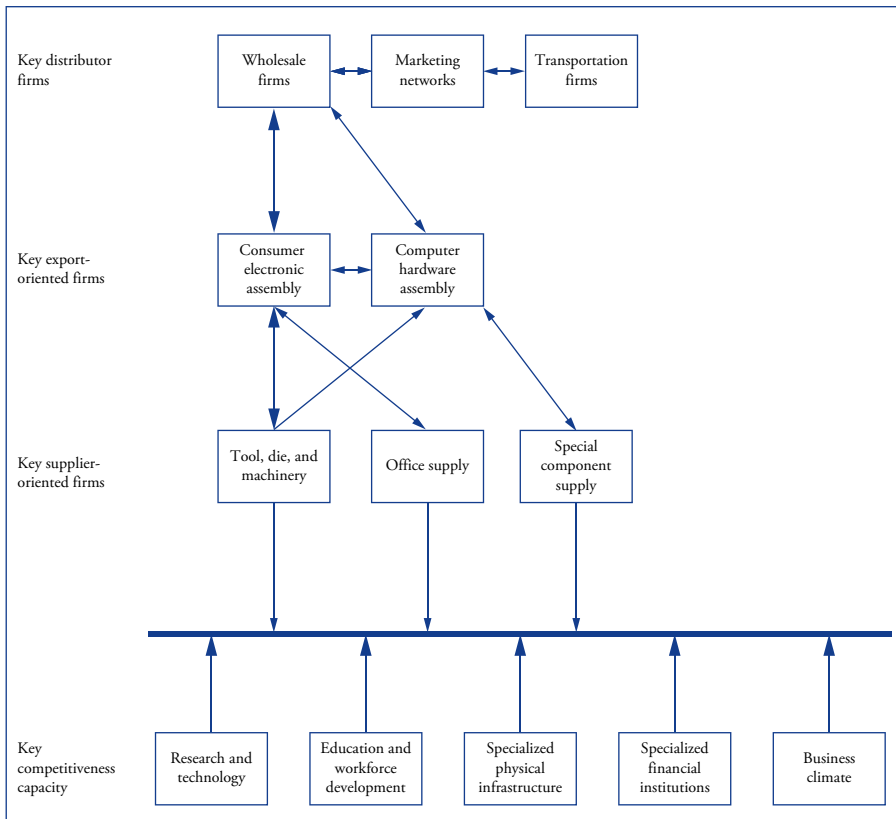 Key distributor
firms
Wholesale
firms
Marketing
networks
Transportation
firms
Key export-
oriented firms
Consumer
electronic
assembly
Computer
hardware
assembly
Key supplier-
oriented firms
Tool, die, and
machinery
Office supply
Special
component
supply
Key
competitiveness
capacity
Research and
technology
Education and
workforce
development
Specialized
physical
infrastructure
Specialized
financial
institutions
Business
climate